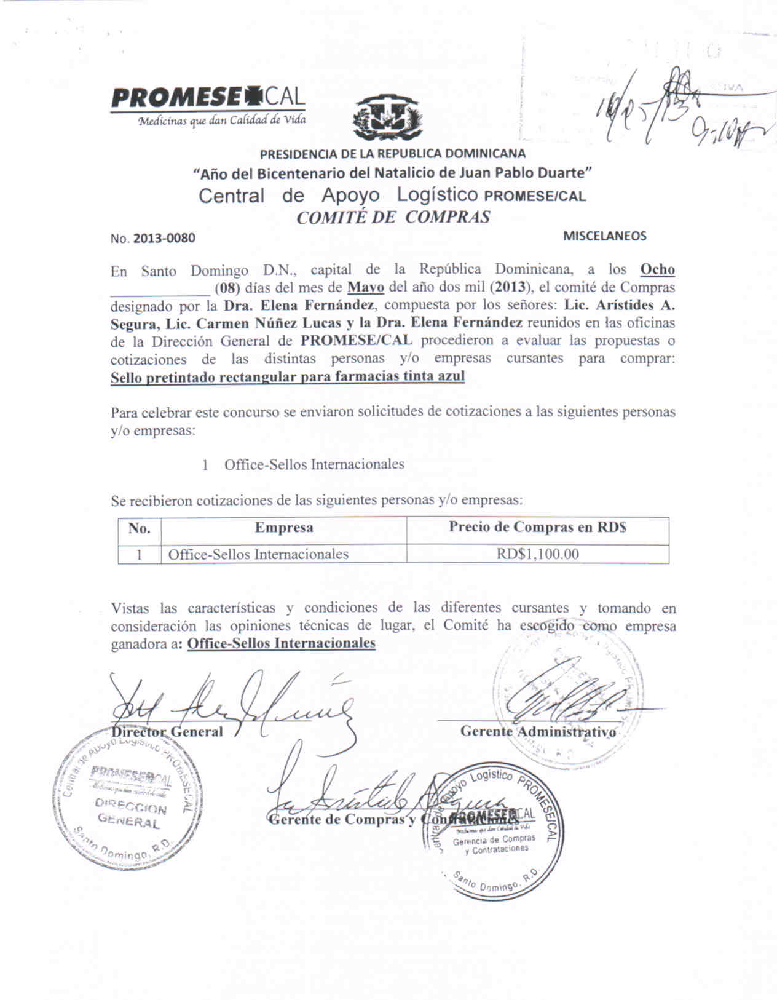 PROMESE CAL
Medicinas que dan Calidad de Vida
PRESIDENCIA DE LA REPUBLICA DOMINICANA
“Año del Bicentenario del Natalicio de Juan Pablo Duarte”
Central de Apoyo Logístico PROMESE/CAL
COMITÉ DE COMPRAS
No. 2013-0080 MISCELANEOS
En Santo Domingo D.N., capital de la República Dominicana, a los Ocho
_____________ (08) días del mes de Mayo del año dos mil (2013), el comité de Compras
designado por la Dra. Elena Fernández, compuesta por los señores: Lic. Arístides A.
Segura, Lic. Carmen Núñez Lucas y la Dra. Elena Fernández reunidos en las oficinas
de la Dirección General de PROMESE/CAL procedieron a evaluar las propuestas o
cotizaciones de las distintas personas y/o empresas cursantes para comprar:
Sello pretintado rectangular para farmacias tinta azul
Para celebrar este concurso se enviaron solicitudes de cotizaciones a las siguientes personas
y/o empresas:
1 Office-Sellos Internacionales
Se recibieron cotizaciones de las siguientes personas y/o empresas:
No. Empresa Precio de Compras en RD$
1 Office-Sellos Internacionales RD$1,100.00
Vistas las características y condiciones de las diferentes cursantes y tomando en
consideración las opiniones técnicas de lugar, el Comité ha escogido como empresa
ganadora a: Office-Sellos Internacionales
Director General Gerente Administrativo
Gerente de Compras y Contrataciones
Central de Apoyo Logístico PROMESE/CAL
PROMESE CAL
Medicinas que dan Calidad de Vida
DIRECCION
GENERAL
Santo Domingo, R.D.
Central de Apoyo Logístico PROMESE/CAL
PROMESE CAL
Medicinas que dan Calidad de Vida
Gerencia de Compras
y Contrataciones
Santo Domingo, R.D.